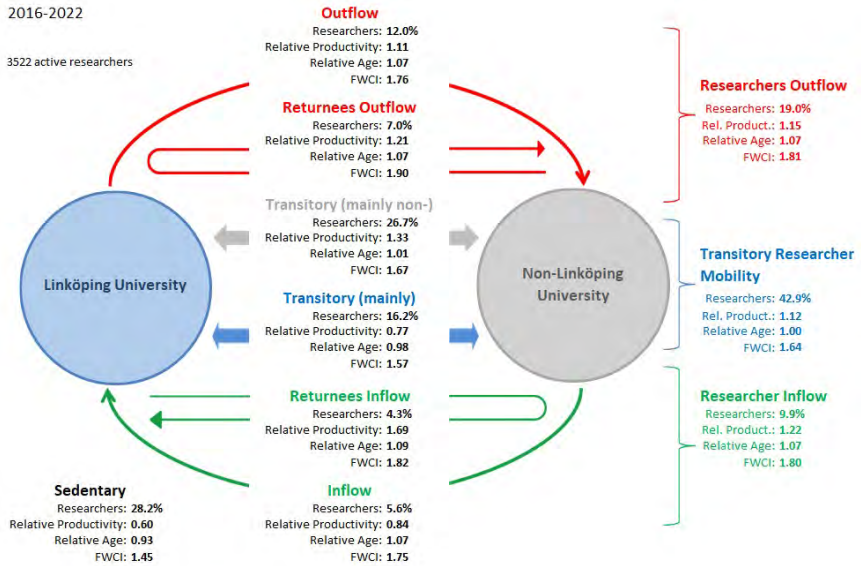 2016-2022
3522 active researchers
Outflow
Researchers: 12.0%
Relative Productivity: 1.11
Relative Age: 1.07
FWCI: 1.76
Returnees Outflow
Researchers: 7.0%
Relative Productivity: 1.21
Relative Age: 1.07
FWCI: 1.90
Transitory (mainly non-)
Researchers: 26.7%
Relative Productivity: 1.33
Relative Age: 1.01
FWCI: 1.67
Linköping University
Non-Linköping
University
Transitory (mainly)
Researchers: 16.2%
Relative Productivity: 0.77
Relative Age: 0.98
FWCI: 1.57
Returnees Inflow
Researchers: 4.3%
Relative Productivity: 1.69
Relative Age: 1.09
FWCI: 1.82
Inflow
Researchers: 5.6%
Relative Productivity: 0.84
Relative Age: 1.07
FWCI: 1.75
Sedentary
Researchers: 28.2%
Relative Productivity: 0.60
Relative Age: 0.93
FWCI: 1.45
Researchers Outflow
Researchers: 19.0%
Rel. Product.: 1.15
Relative Age: 1.07
FWCI: 1.81
Transitory Researcher
Mobility
Researchers: 42.9%
Rel. Product.: 1.12
Relative Age: 1.00
FWCI: 1.64
Researcher Inflow
Researchers: 9.9%
Rel. Product.: 1.22
Relative Age: 1.07
FWCI: 1.80